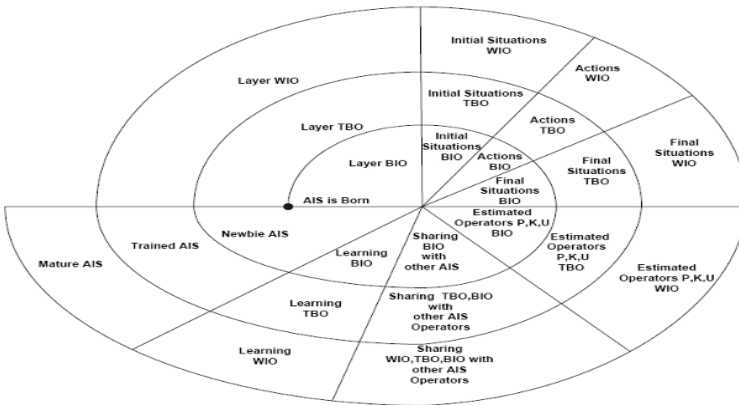 Initial Situations
WIO
Actions
WIO
Layer WIO
Initial Situations
TBO
Actions
TBO
Layer TBO
Initial
Situations
BIO
Final
Situations
WIO
Layer BIO
Actions
BIO
Final
Situations
TBO
Final
Situations
BIO
AIS is Born
Estimated
Operators P,K,U
BIO
Newbie AIS
Sharing
BIO
with
other AIS
Trained AIS
Estimated
Operators
P,K,U
TBO
Mature AIS
Learning
BIO
Estimated
Operators P,K,U
WIO
Learning
TBO
Sharing TBO,BIO
with
other AIS
Operators
Learning
WIO
Sharing
WIO,TBO,BIO with
other AIS
Operators